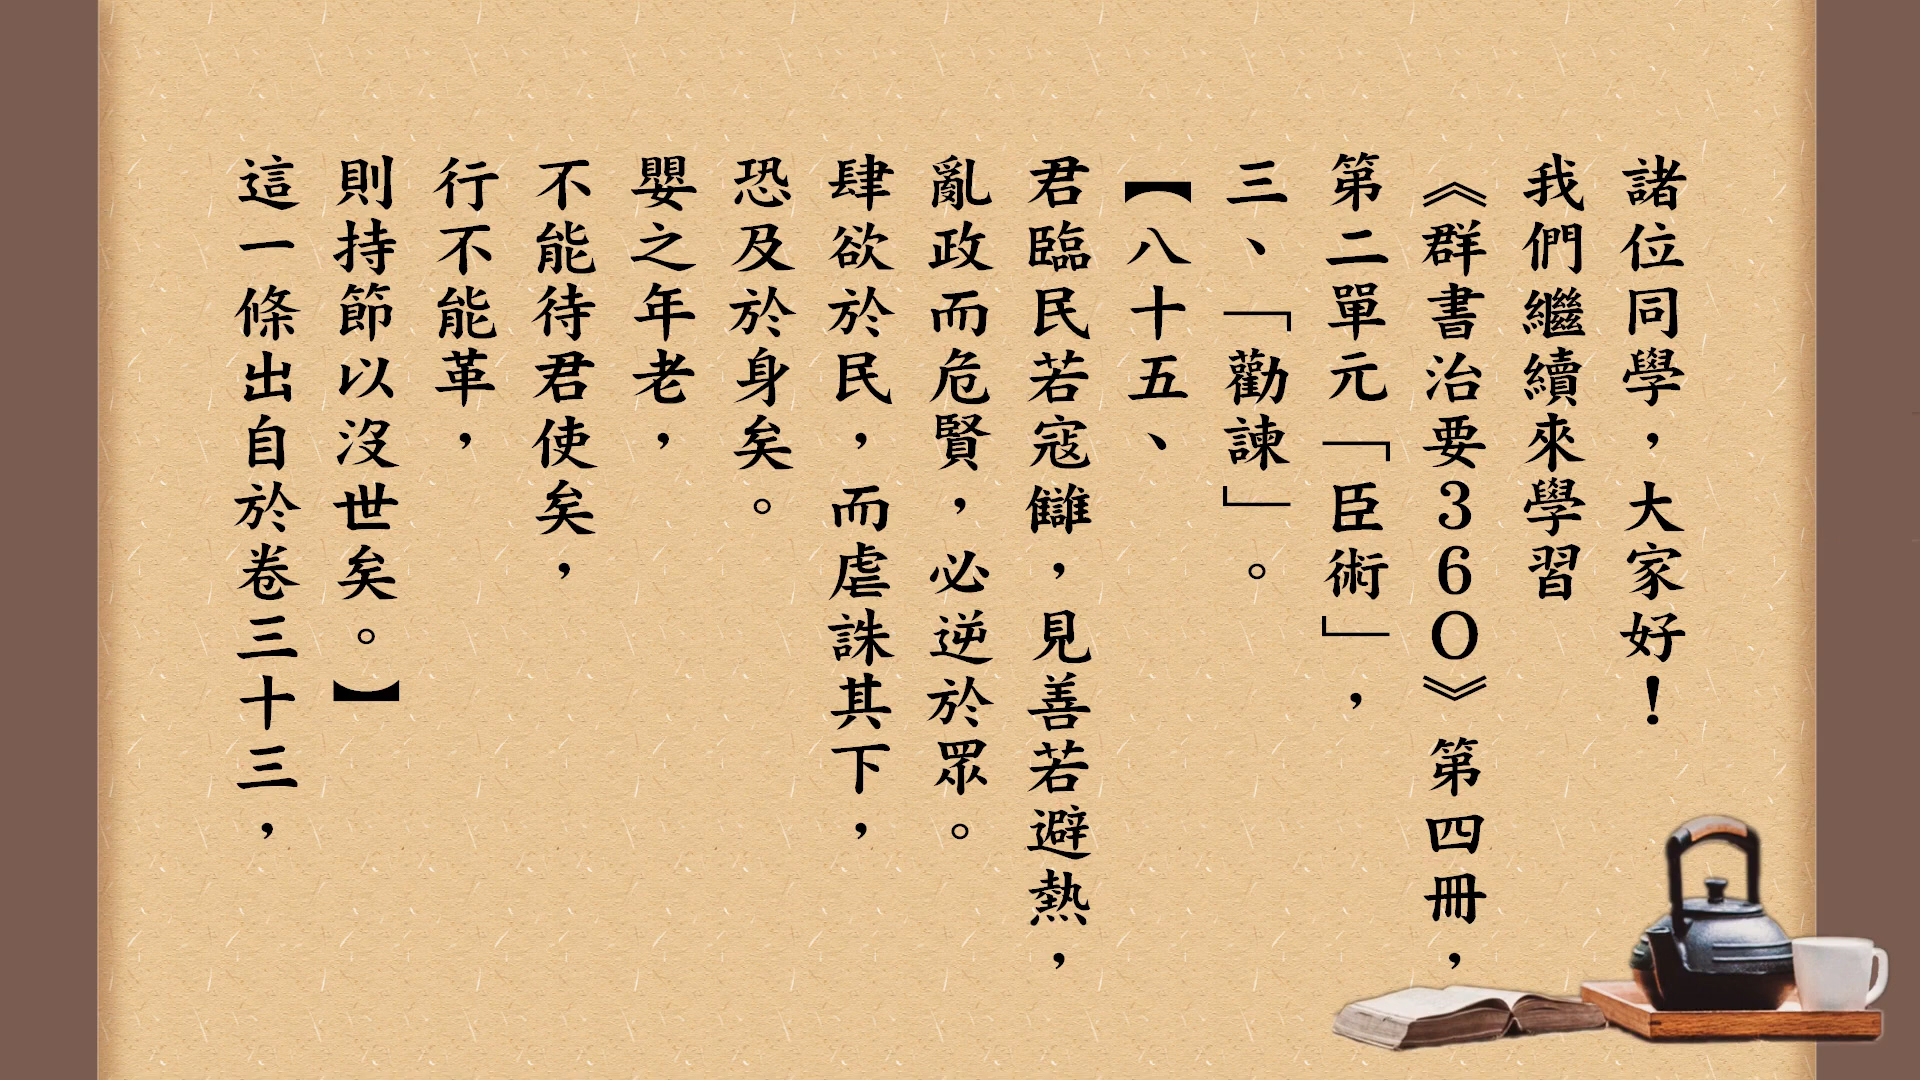 諸位同學，大家好！
我們繼續來學習
《群書治要36０》第四冊，
第二單元「臣術」，
三、「勸諫」。
【八十五、
君臨民若寇讎，見善若避熱，
亂政而危賢，必逆於眾。
肆欲於民，而虐誅其下，
恐及於身矣。
嬰之年老，
不能待君使矣，
行不能革，
則持節以沒世矣。】
這一條出自於卷三十三，